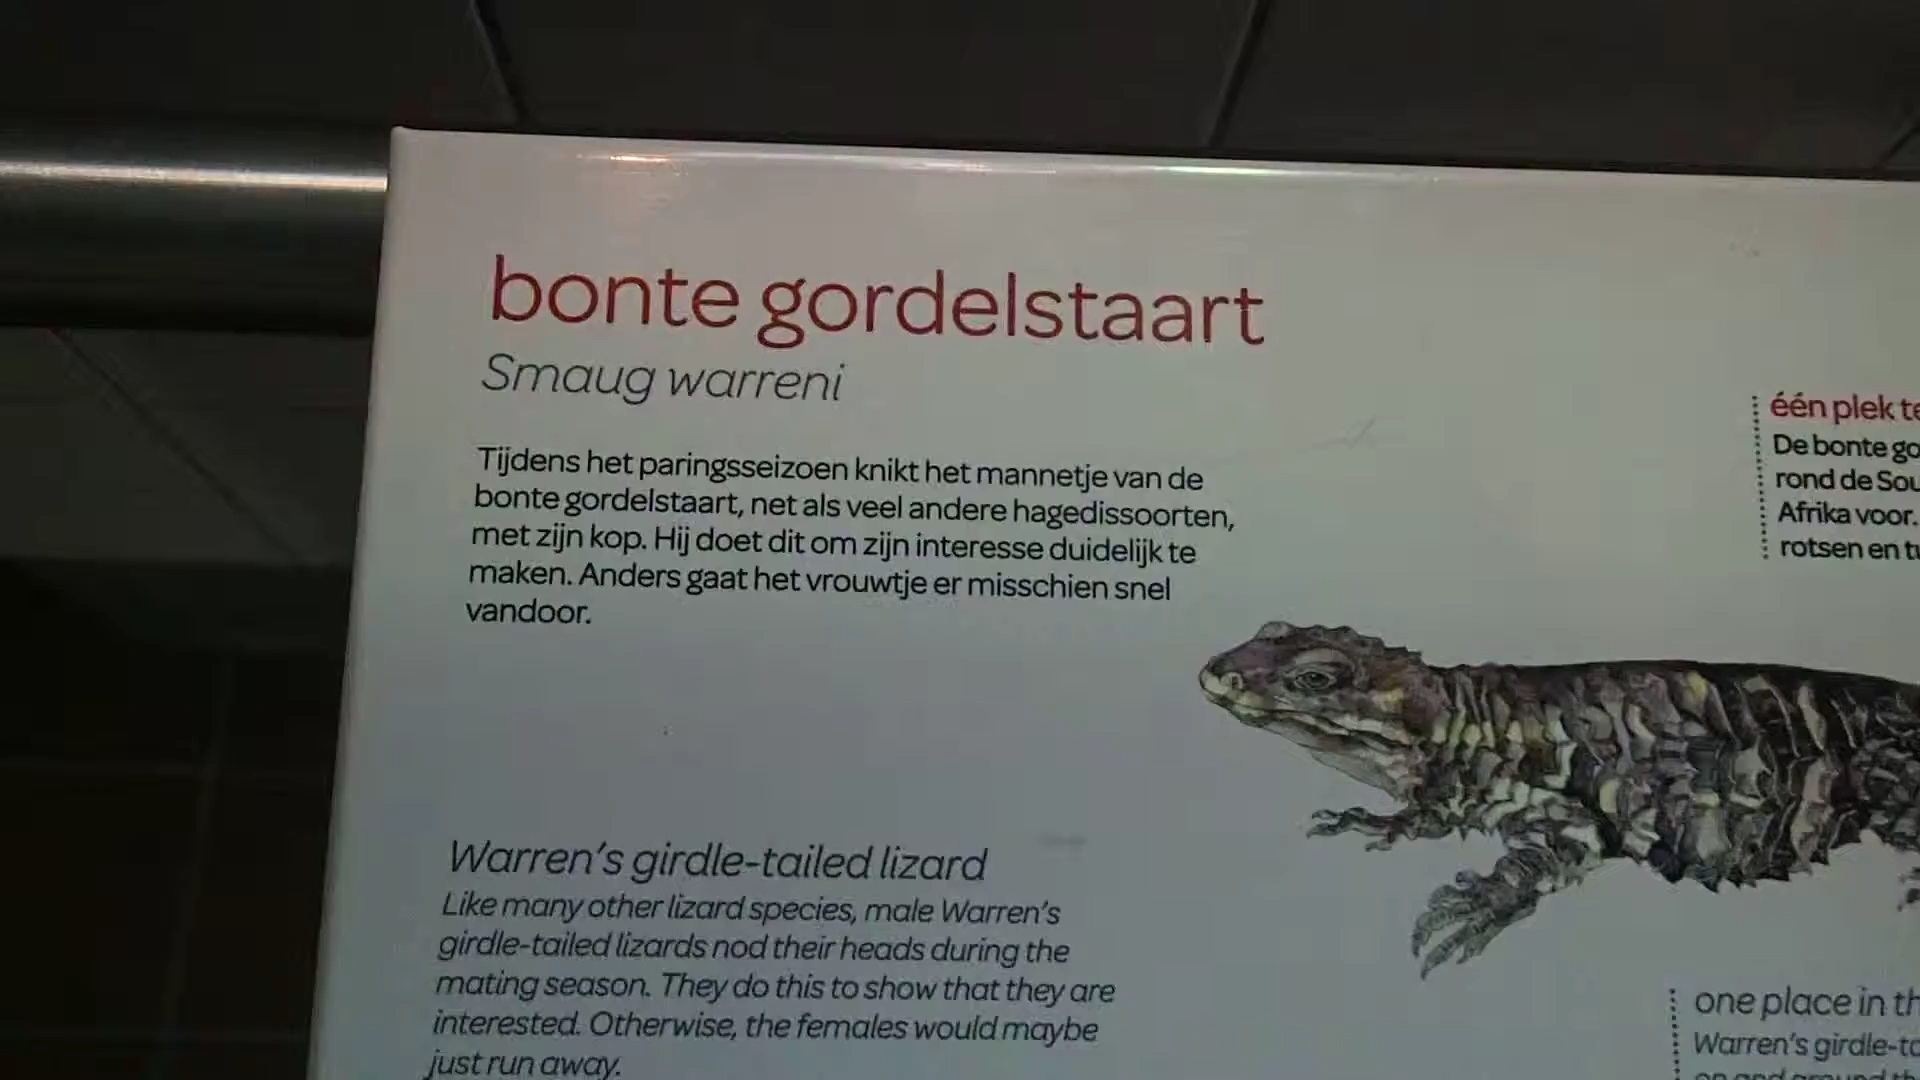 bonte gordelstaart
Smaug warreni
Tijdens het paringsseizoen knikt het mannetje van de
bonte gordelstaart, net als veel andere hagedissoorten,
met zijn kop. Hij doet dit om zijn interesse duidelijk te
maken. Anders gaat het vrouwtje er misschien snel
vandoor.
Warren's girdle-tailed lizard
Like many other lizard species, male Warren's
girdle-tailed lizards nod their heads during the
mating season. They do this to show that they are
interested. Otherwise, the females would maybe
just run away.
één plek
De bonte
rond de
Afrika voor.
rotsen en
one place in
Warren's